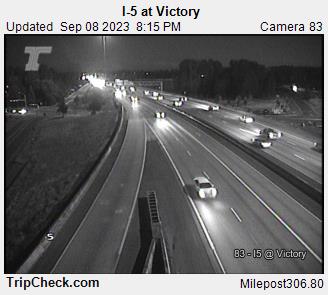 I-5 at Victory
Updated Sep 08 2023 8:15 PM Camera 83
T
5
83 - I5 @ Victory
TripCheck.com Milepost306.80